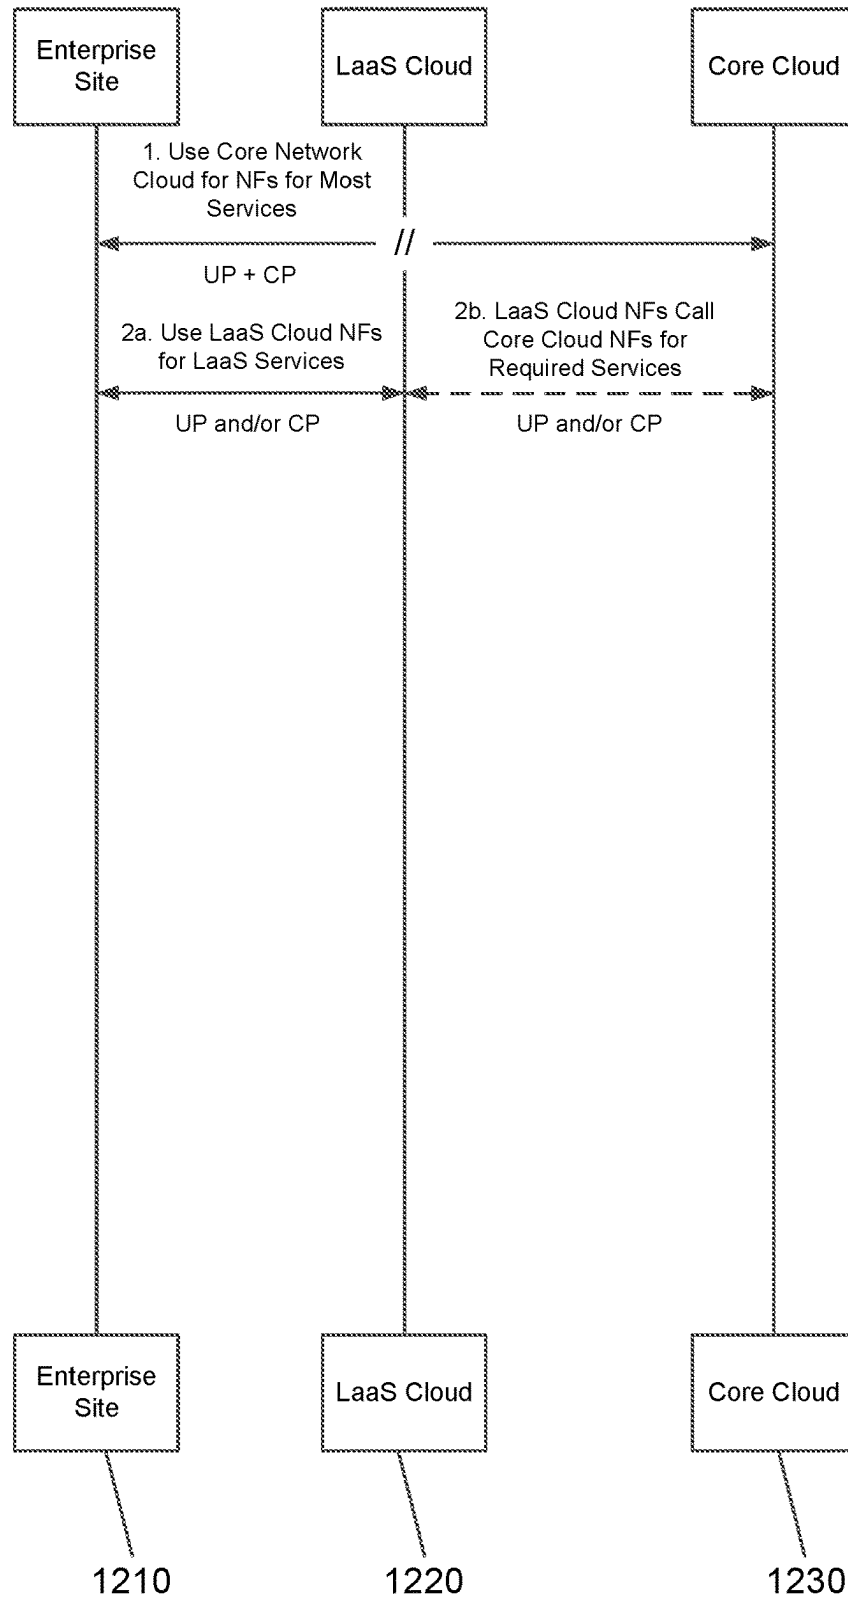 Enterprise
Site
LaaS Cloud
Core Cloud
1. Use Core Network
Cloud for NFs for Most
Services
//
UP + CP
2a. Use LaaS Cloud NFs
for LaaS Services
UP and/or CP
2b. LaaS Cloud NFs Call
Core Cloud NFs for
Required Services
UP and/or CP
Enterprise
Site
LaaS Cloud
Core Cloud
1210
1220
1230